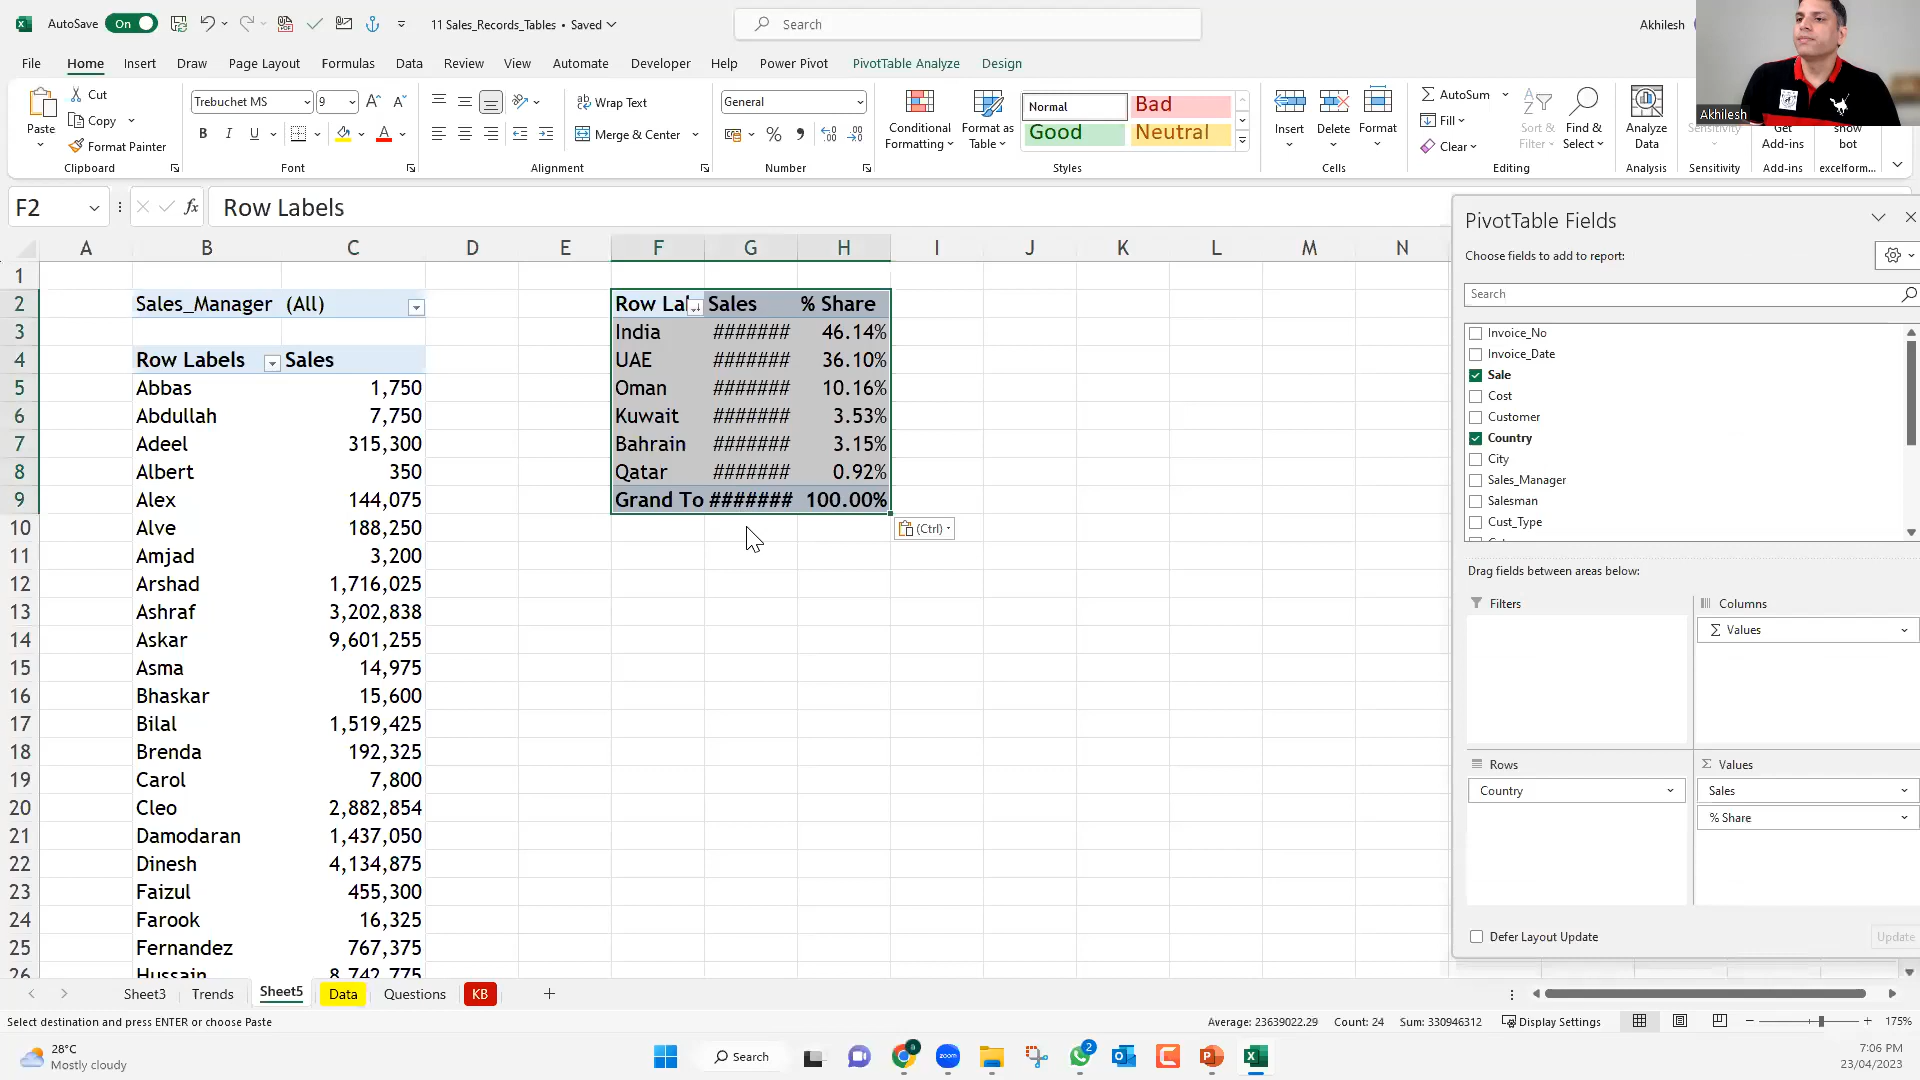 AutoSave On 11 Sales_Records_Tables • Saved Search Akhilesh
File Home Insert Draw Page Layout Formulas Data Review View Automate Developer Help Power Pivot PivotTable Analyze Design
Paste Cut Copy Format Painter Clipboard
Trebuchet MS 9 B I U A Font
Wrap Text Merge & Center Alignment
General % Number
Conditional Formatting Format as Table Normal Bad Good Neutral Styles
Insert Delete Format Cells
AutoSum Fill Clear Sort & Filter Find & Select Editing
Analyze Data Analysis
Sensitivity Sensitivity
Get Add-ins Add-ins
show bot excelform...
Akhilesh
F2 fx Row Labels
A B C D E F G H I J K L M N
1
2 Sales_Manager (All) Row Lal Sales % Share
3 India ####### 46.14%
4 Row Labels Sales UAE ####### 36.10%
5 Abbas 1,750 Oman ####### 10.16%
6 Abdullah 7,750 Kuwait ####### 3.53%
7 Adeel 315,300 Bahrain ####### 3.15%
8 Albert 350 Qatar ####### 0.92%
9 Alex 144,075 Grand To ####### 100.00%
10 Alve 188,250 (Ctrl)
11 Amjad 3,200
12 Arshad 1,716,025
13 Ashraf 3,202,838
14 Askar 9,601,255
15 Asma 14,975
16 Bhaskar 15,600
17 Bilal 1,519,425
18 Brenda 192,325
19 Carol 7,800
20 Cleo 2,882,854
21 Damodaran 1,437,050
22 Dinesh 4,134,875
23 Faizul 455,300
24 Farook 16,325
25 Fernandez 767,375
26 Hussain 8,742,775
PivotTable Fields
Choose fields to add to report:
Search
Invoice_No
Invoice_Date
Sale
Cost
Customer
Country
City
Sales_Manager
Salesman
Cust_Type
Drag fields between areas below:
Filters Columns
Values
Rows Values
Country Sales
% Share
Defer Layout Update Update
Sheet3 Trends Sheet5 Data Questions KB
Select destination and press ENTER or choose Paste Average: 23639022.29 Count: 24 Sum: 330946312 Display Settings 175%
28°C
Mostly cloudy
Search
zoom
2
7:06 PM
23/04/2023